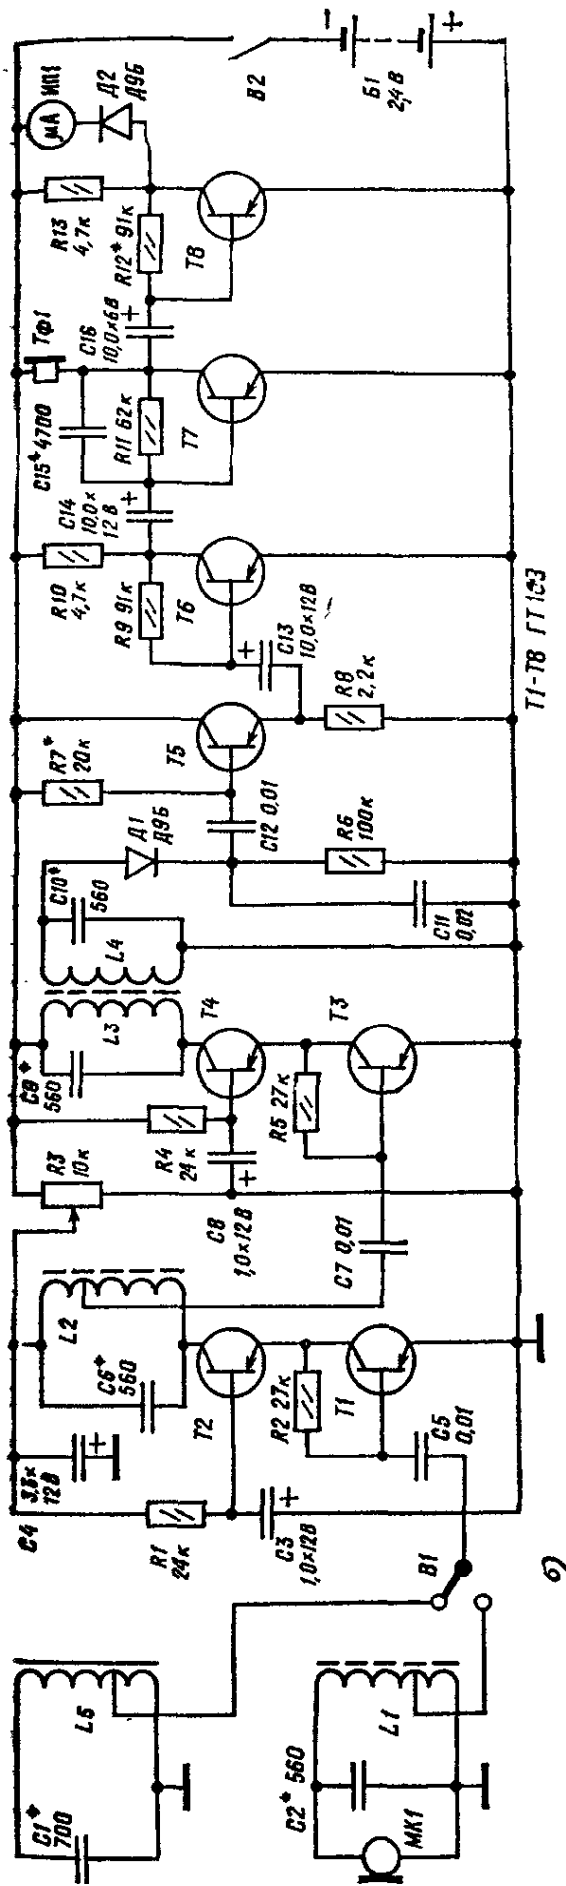 C1* 700
L5
C2* 560
MK1
L1
B1
C4
3,3к×
12В
R1
24к
C3
1,0×12В
C5
0,01
L2
C6*
560
T2
R2 27к
T1
R3
10к
C8
1,0×12В
C7 0,01
R4
24к
C9*
560
L3
T4
R5 27к
T3
L4
C10*
560
Д1
Д9Б
C11
0,02
C12 0,01
R6
100к
R7*
20к
T5
R8
2,2к
C13
10,0×12В
R9 91к
T6
R10
4,7к
C14
10,0×
12В
C15* 4700
R11 62к
T7
Тф1
C16
10,0×6В
R12* 91к
T8
R13
4,7к
ИП1
μA
Д2
Д9Б
B2
Б1
2,4В
T1-T8 ГТ